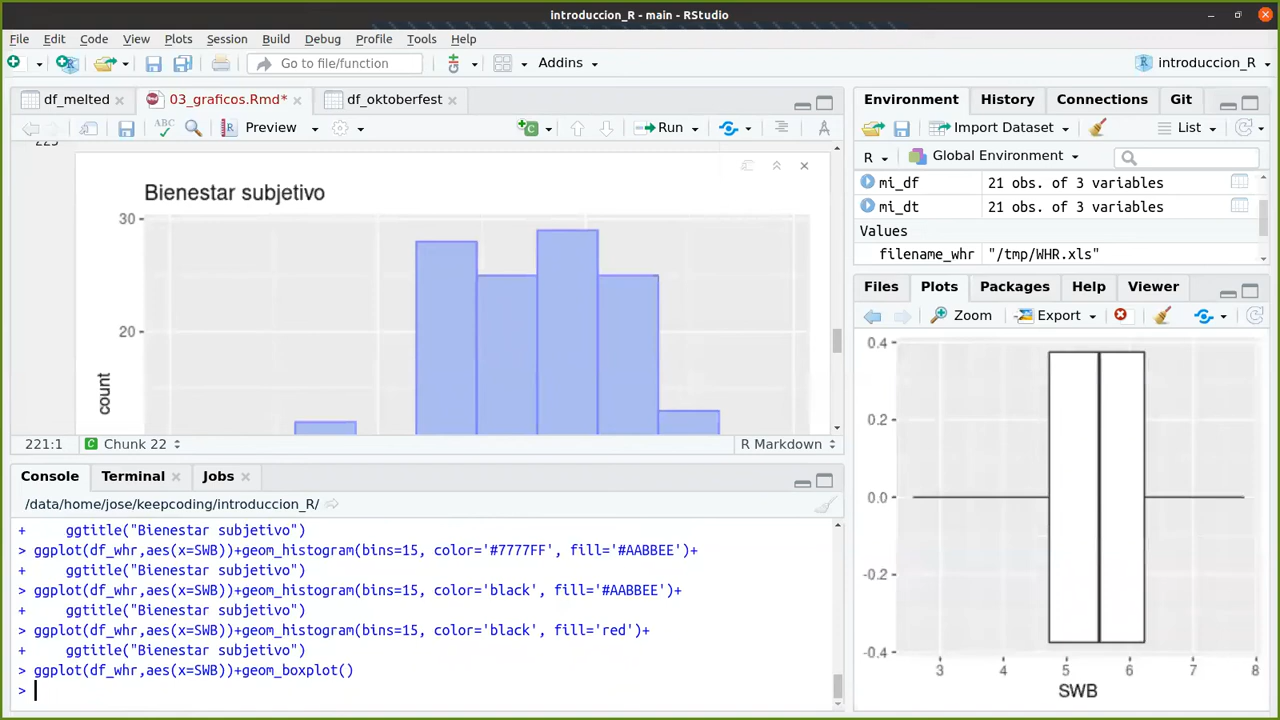 introduccion_R - main - RStudio
File Edit Code View Plots Session Build Debug Profile Tools Help
Go to file/function Addins introduccion_R
df_melted 03_graficos.Rmd* df_oktoberfest
ABC Preview Run
Bienestar subjetivo
30
20
count
221:1 Chunk 22 R Markdown
Console Terminal Jobs
/data/home/jose/keepcoding/introduccion_R/
+ ggtitle("Bienestar subjetivo")
> ggplot(df_whr,aes(x=SWB))+geom_histogram(bins=15, color='#7777FF', fill='#AABBEE')+
+ ggtitle("Bienestar subjetivo")
> ggplot(df_whr,aes(x=SWB))+geom_histogram(bins=15, color='black', fill='#AABBEE')+
+ ggtitle("Bienestar subjetivo")
> ggplot(df_whr,aes(x=SWB))+geom_histogram(bins=15, color='black', fill='red')+
+ ggtitle("Bienestar subjetivo")
> ggplot(df_whr,aes(x=SWB))+geom_boxplot()
>
Environment History Connections Git
Import Dataset List
R Global Environment
mi_df 21 obs. of 3 variables
mi_dt 21 obs. of 3 variables
Values
filename_whr "/tmp/WHR.xls"
Files Plots Packages Help Viewer
Zoom Export
0.4
0.2
0.0
-0.2
-0.4
3 4 5 6 7 8
SWB